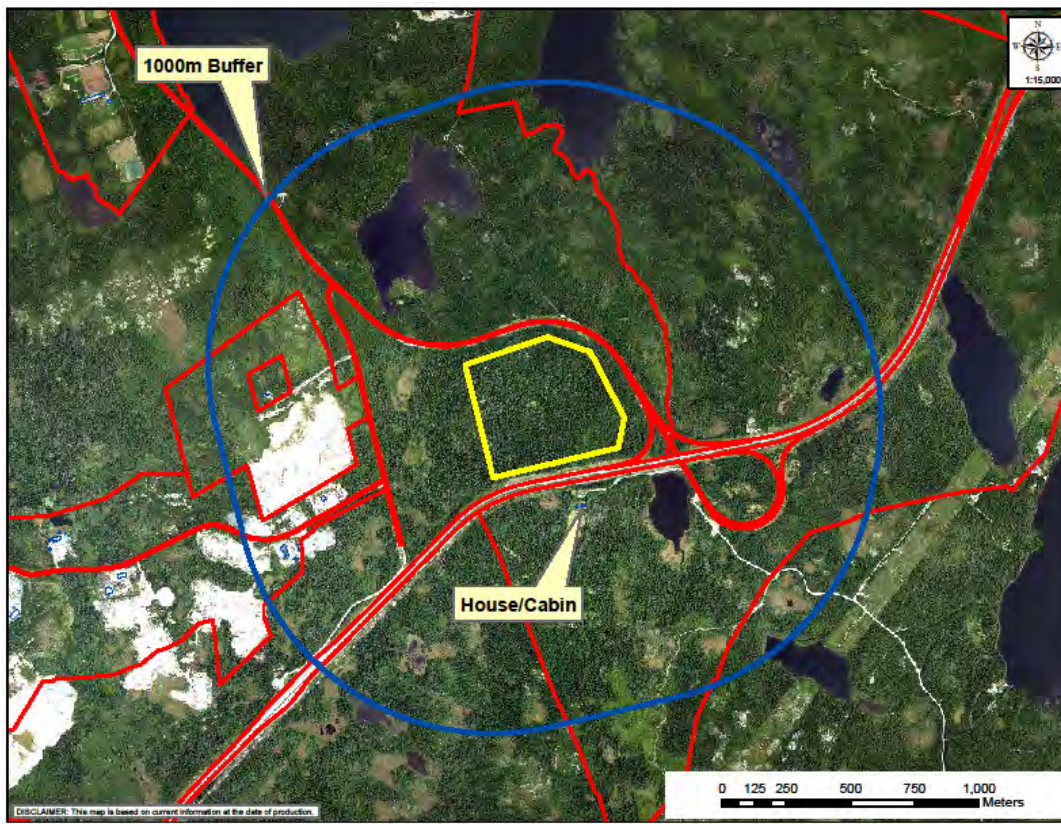 1000m Buffer
N
W E
S
1:15,000
House/Cabin
0 125 250 500 750 1,000
Meters
DISCLAIMER: This map is based on current information at the date of production.